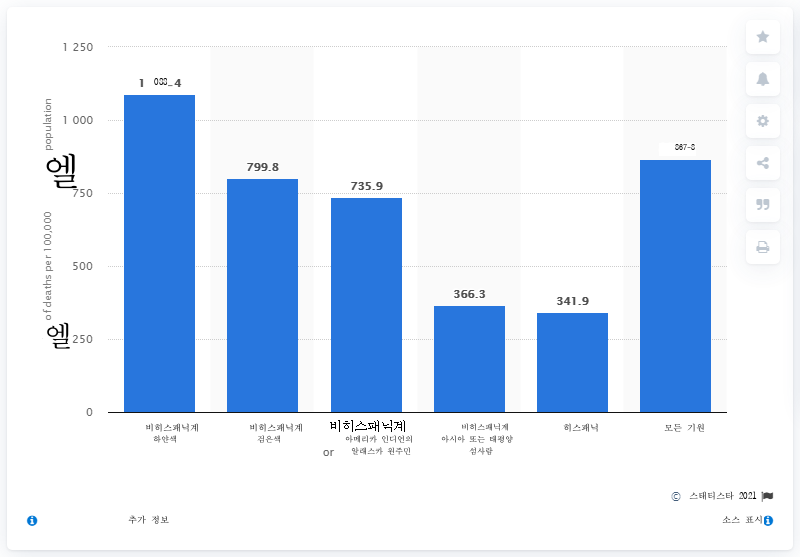 1 250
1 000
750
500
250
0
엘 of deaths per 100,000 엘 population
1 088_4
799.8
735.9
366.3
341.9
867-8
비히스패닉계
하얀색
비히스패닉계
검은색
비히스패닉계
아메리카 인디언의
or 알래스카 원주민
비히스패닉계
아시아 또는 태평양
섬사람
히스패닉
모든 기원
© 스태티스타 2021
추가 정보
소스 표시